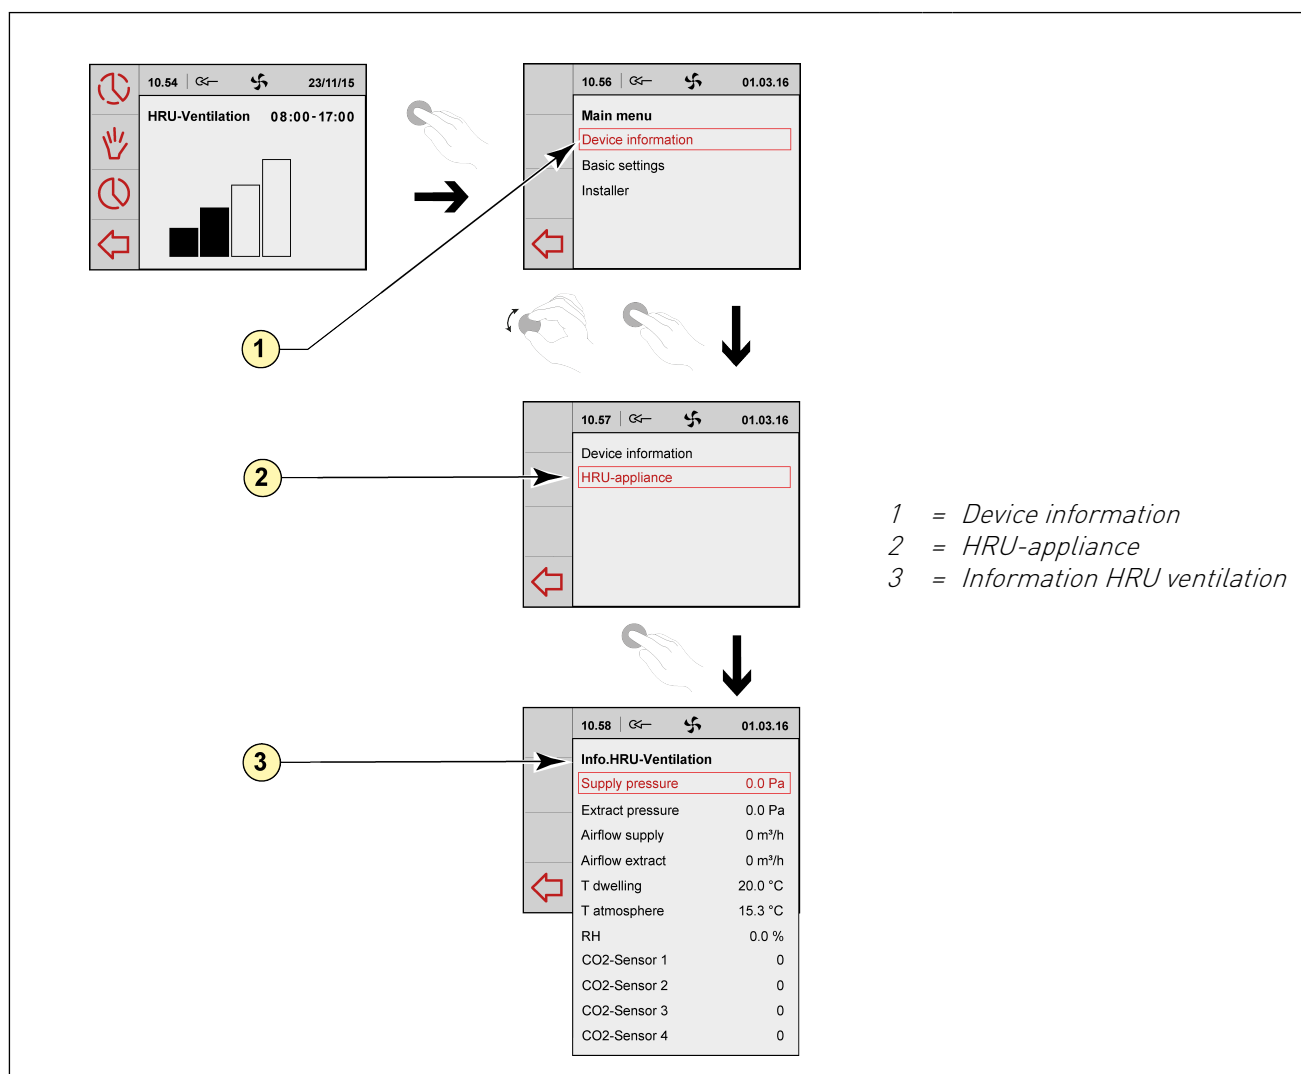 10.54 23/11/15
HRU-Ventilation 08:00-17:00
10.56 01.03.16
Main menu
Device information
Basic settings
Installer
1
10.57 01.03.16
Device information
HRU-appliance
2
1 = Device information
2 = HRU-appliance
3 = Information HRU ventilation
10.58 01.03.16
3
Info.HRU-Ventilation
Supply pressure 0.0 Pa
Extract pressure 0.0 Pa
Airflow supply 0 m³/h
Airflow extract 0 m³/h
T dwelling 20.0 °C
T atmosphere 15.3 °C
RH 0.0 %
CO2-Sensor 1 0
CO2-Sensor 2 0
CO2-Sensor 3 0
CO2-Sensor 4 0